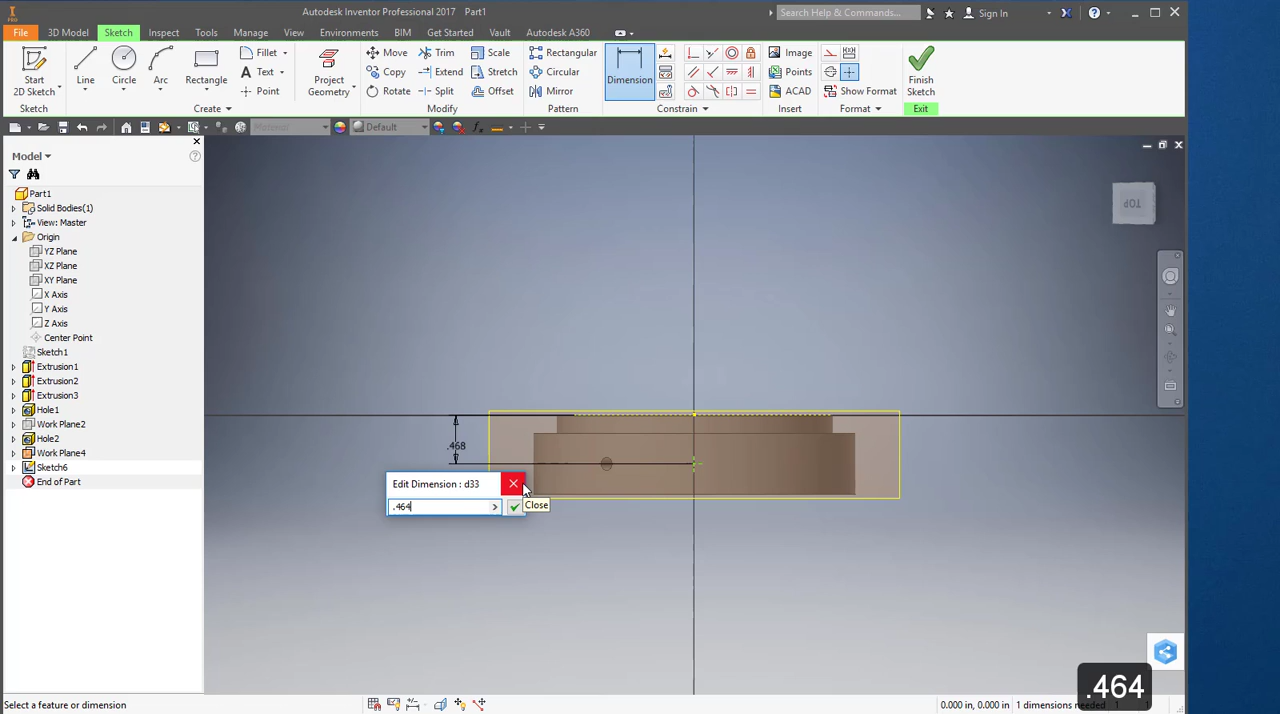 Autodesk Inventor Professional 2017 Part1
Search Help & Commands...
Sign In
File 3D Model Sketch Inspect Tools Manage View Environments BIM Get Started Vault Autodesk A360
Start
2D Sketch
Line
Circle
Arc
Rectangle
Fillet
Text
Point
Project
Geometry
Move
Copy
Rotate
Trim
Extend
Split
Scale
Stretch
Offset
Rectangular
Circular
Mirror
Dimension
Image
Points
ACAD
Show Format
Finish
Sketch
Sketch Create Modify Pattern Constrain Insert Format Exit
Material
Default
Model
Part1
Solid Bodies(1)
View: Master
Origin
YZ Plane
XZ Plane
XY Plane
X Axis
Y Axis
Z Axis
Center Point
Sketch1
Extrusion1
Extrusion2
Extrusion3
Hole1
Work Plane2
Hole2
Work Plane4
Sketch6
End of Part
TOP
.468
Edit Dimension : d33
.464
Close
.464
Select a feature or dimension
0.000 in, 0.000 in 1 dimensions needed 1 1